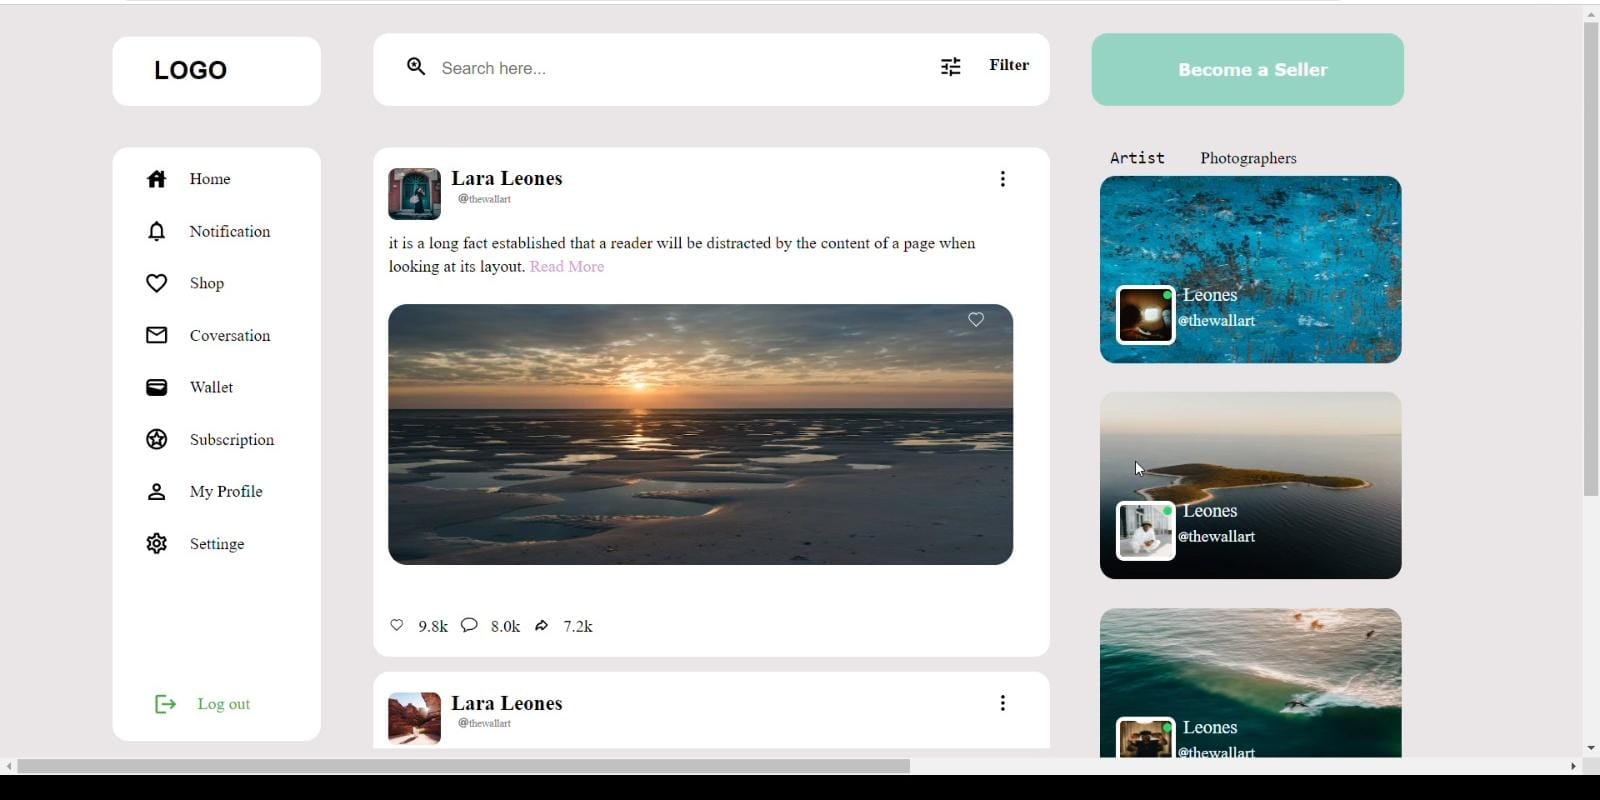 LOGO
Search here...
Filter
Become a Seller
Home
Notification
Shop
Coversation
Wallet
Subscription
My Profile
Settinge
Log out
Lara Leones
@thewallart
it is a long fact established that a reader will be distracted by the content of a page when
looking at its layout. Read More
9.8k 8.0k 7.2k
Lara Leones
@thewallart
Artist Photographers
Leones
@thewallart
Leones
@thewallart
Leones
@thewallart